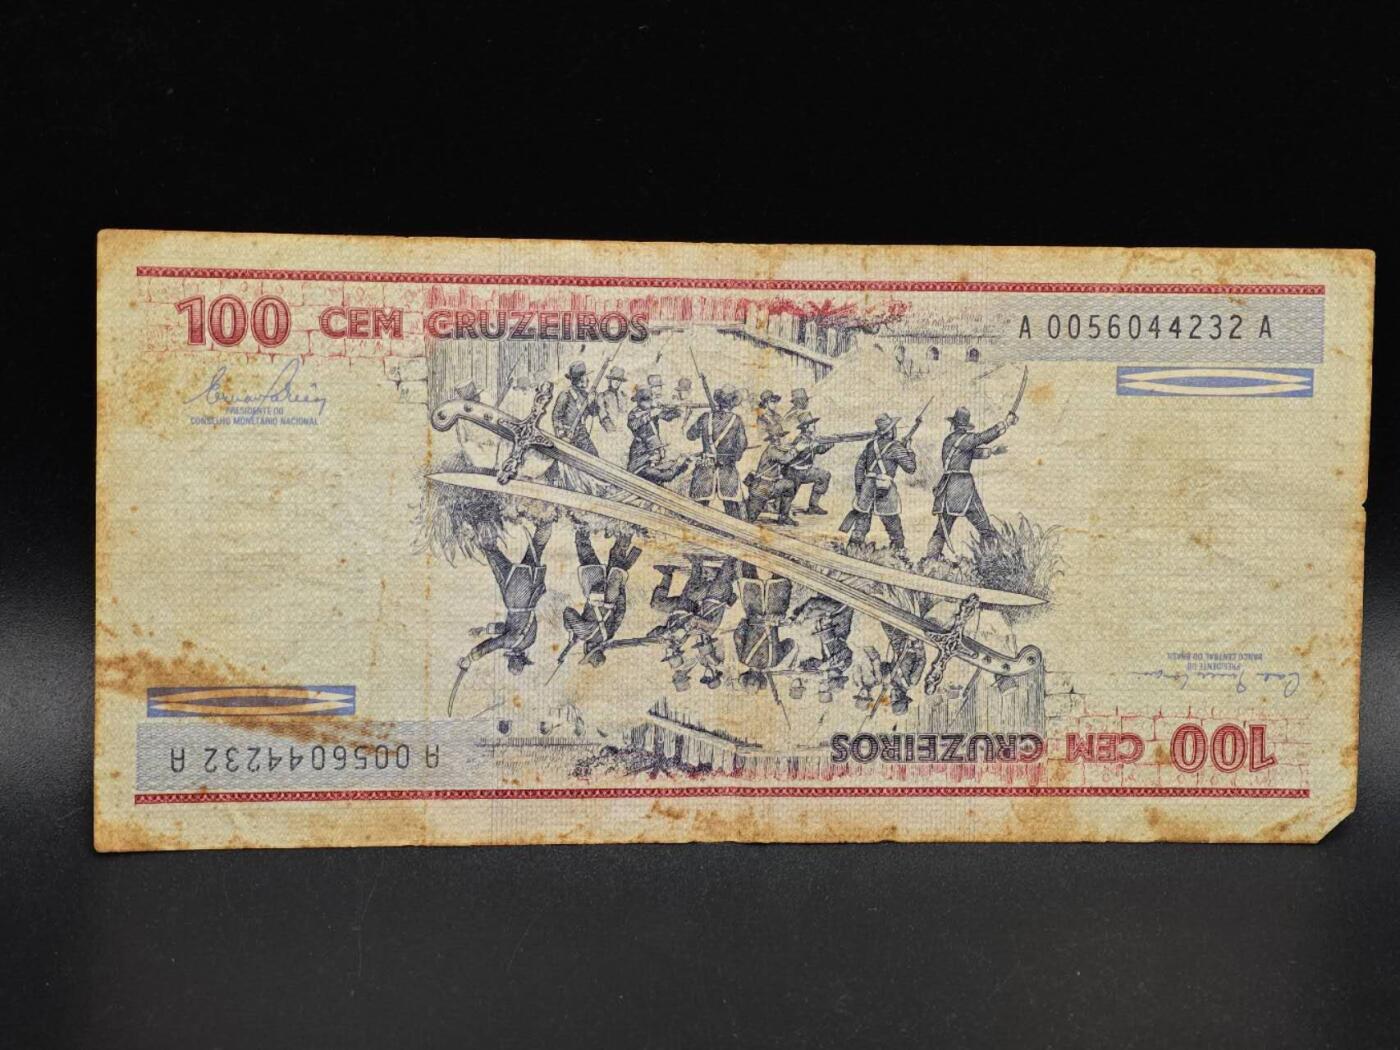 100 CEM CRUZEIROS
A 0056044232 A
PRESIDENTE DO
CONSELHO MONETÁRIO NACIONAL
PRESIDENTE DO
BANCO CENTRAL DO BRASIL
A 0056044232 A
100 CEM CRUZEIROS